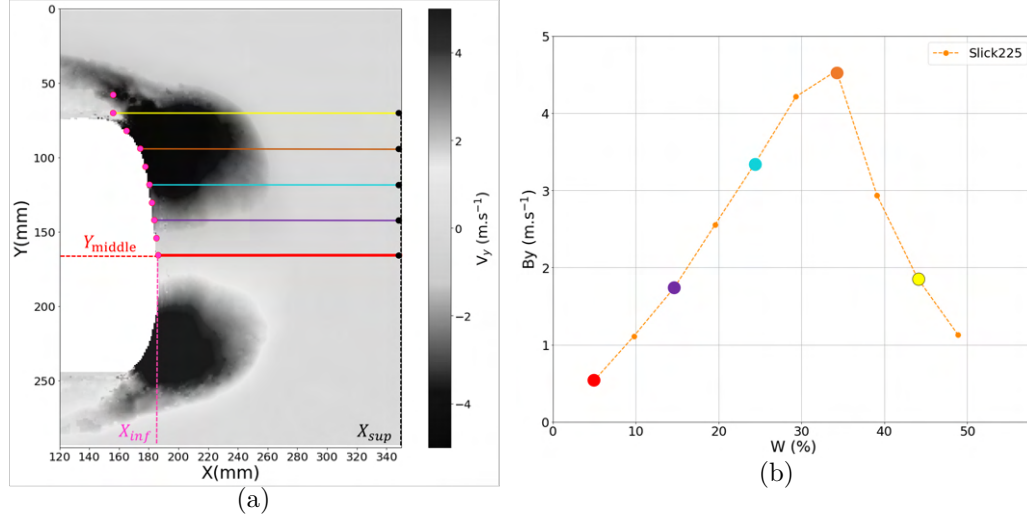 0
50
100
150
200
250
Y(mm)
Y_middle
X_inf
X_sup
120 140 160 180 200 220 240 260 280 300 320 340
X(mm)
4
2
0
−2
−4
V_y (m.s⁻¹)
(a)
5
4
3
2
1
0
By (m.s⁻¹)
Slick225
0 10 20 30 40 50
W (%)
(b)